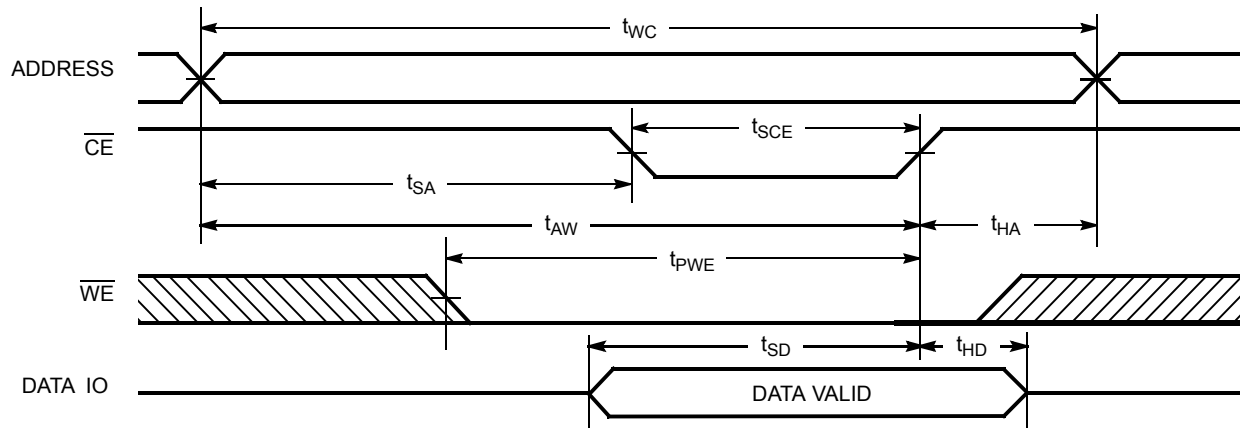 tWC
ADDRESS
tSCE
CE
tSA
tAW
tHA
tPWE
WE
tSD
tHD
DATA IO
DATA VALID